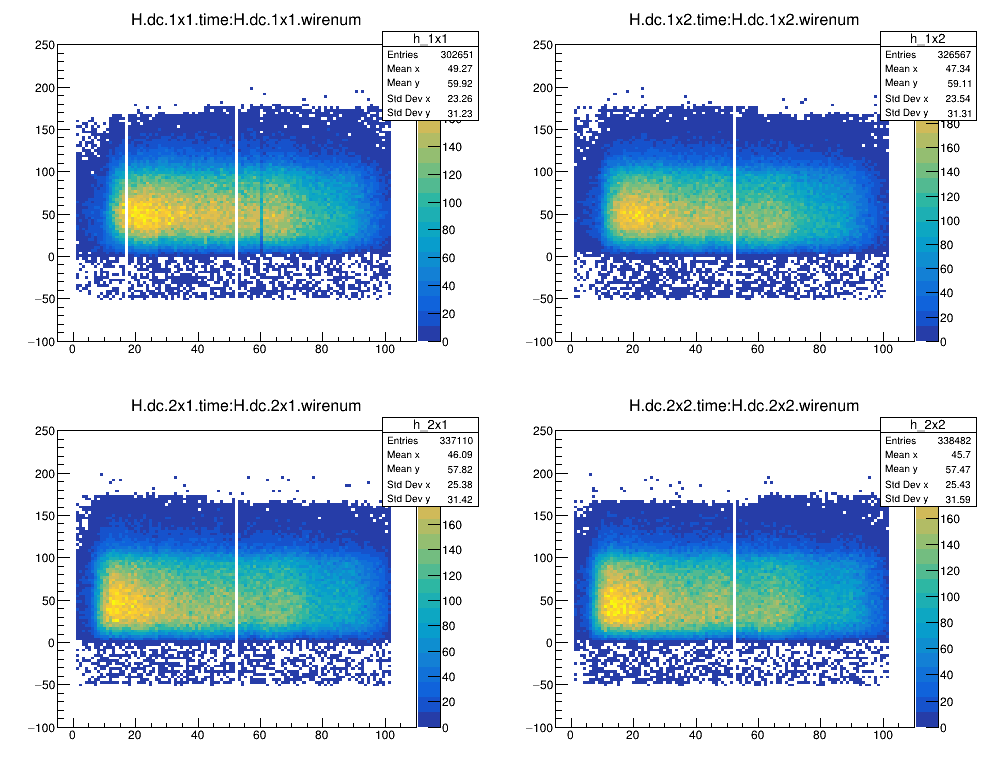 H.dc.1x1.time:H.dc.1x1.wirenum
h_1x1
Entries 302651
Mean x 49.27
Mean y 59.92
Std Dev x 23.26
Std Dev y 31.23
250
200
150
100
50
0
−50
−100
0 20 40 60 80 100
140
120
100
80
60
40
20
0
H.dc.1x2.time:H.dc.1x2.wirenum
h_1x2
Entries 326567
Mean x 47.34
Mean y 59.11
Std Dev x 23.54
Std Dev y 31.31
250
200
150
100
50
0
−50
−100
0 20 40 60 80 100
180
160
140
120
100
80
60
40
20
0
H.dc.2x1.time:H.dc.2x1.wirenum
h_2x1
Entries 337110
Mean x 46.09
Mean y 57.82
Std Dev x 25.38
Std Dev y 31.42
250
200
150
100
50
0
−50
−100
0 20 40 60 80 100
160
140
120
100
80
60
40
20
0
H.dc.2x2.time:H.dc.2x2.wirenum
h_2x2
Entries 338482
Mean x 45.7
Mean y 57.47
Std Dev x 25.43
Std Dev y 31.59
250
200
150
100
50
0
−50
−100
0 20 40 60 80 100
160
140
120
100
80
60
40
20
0